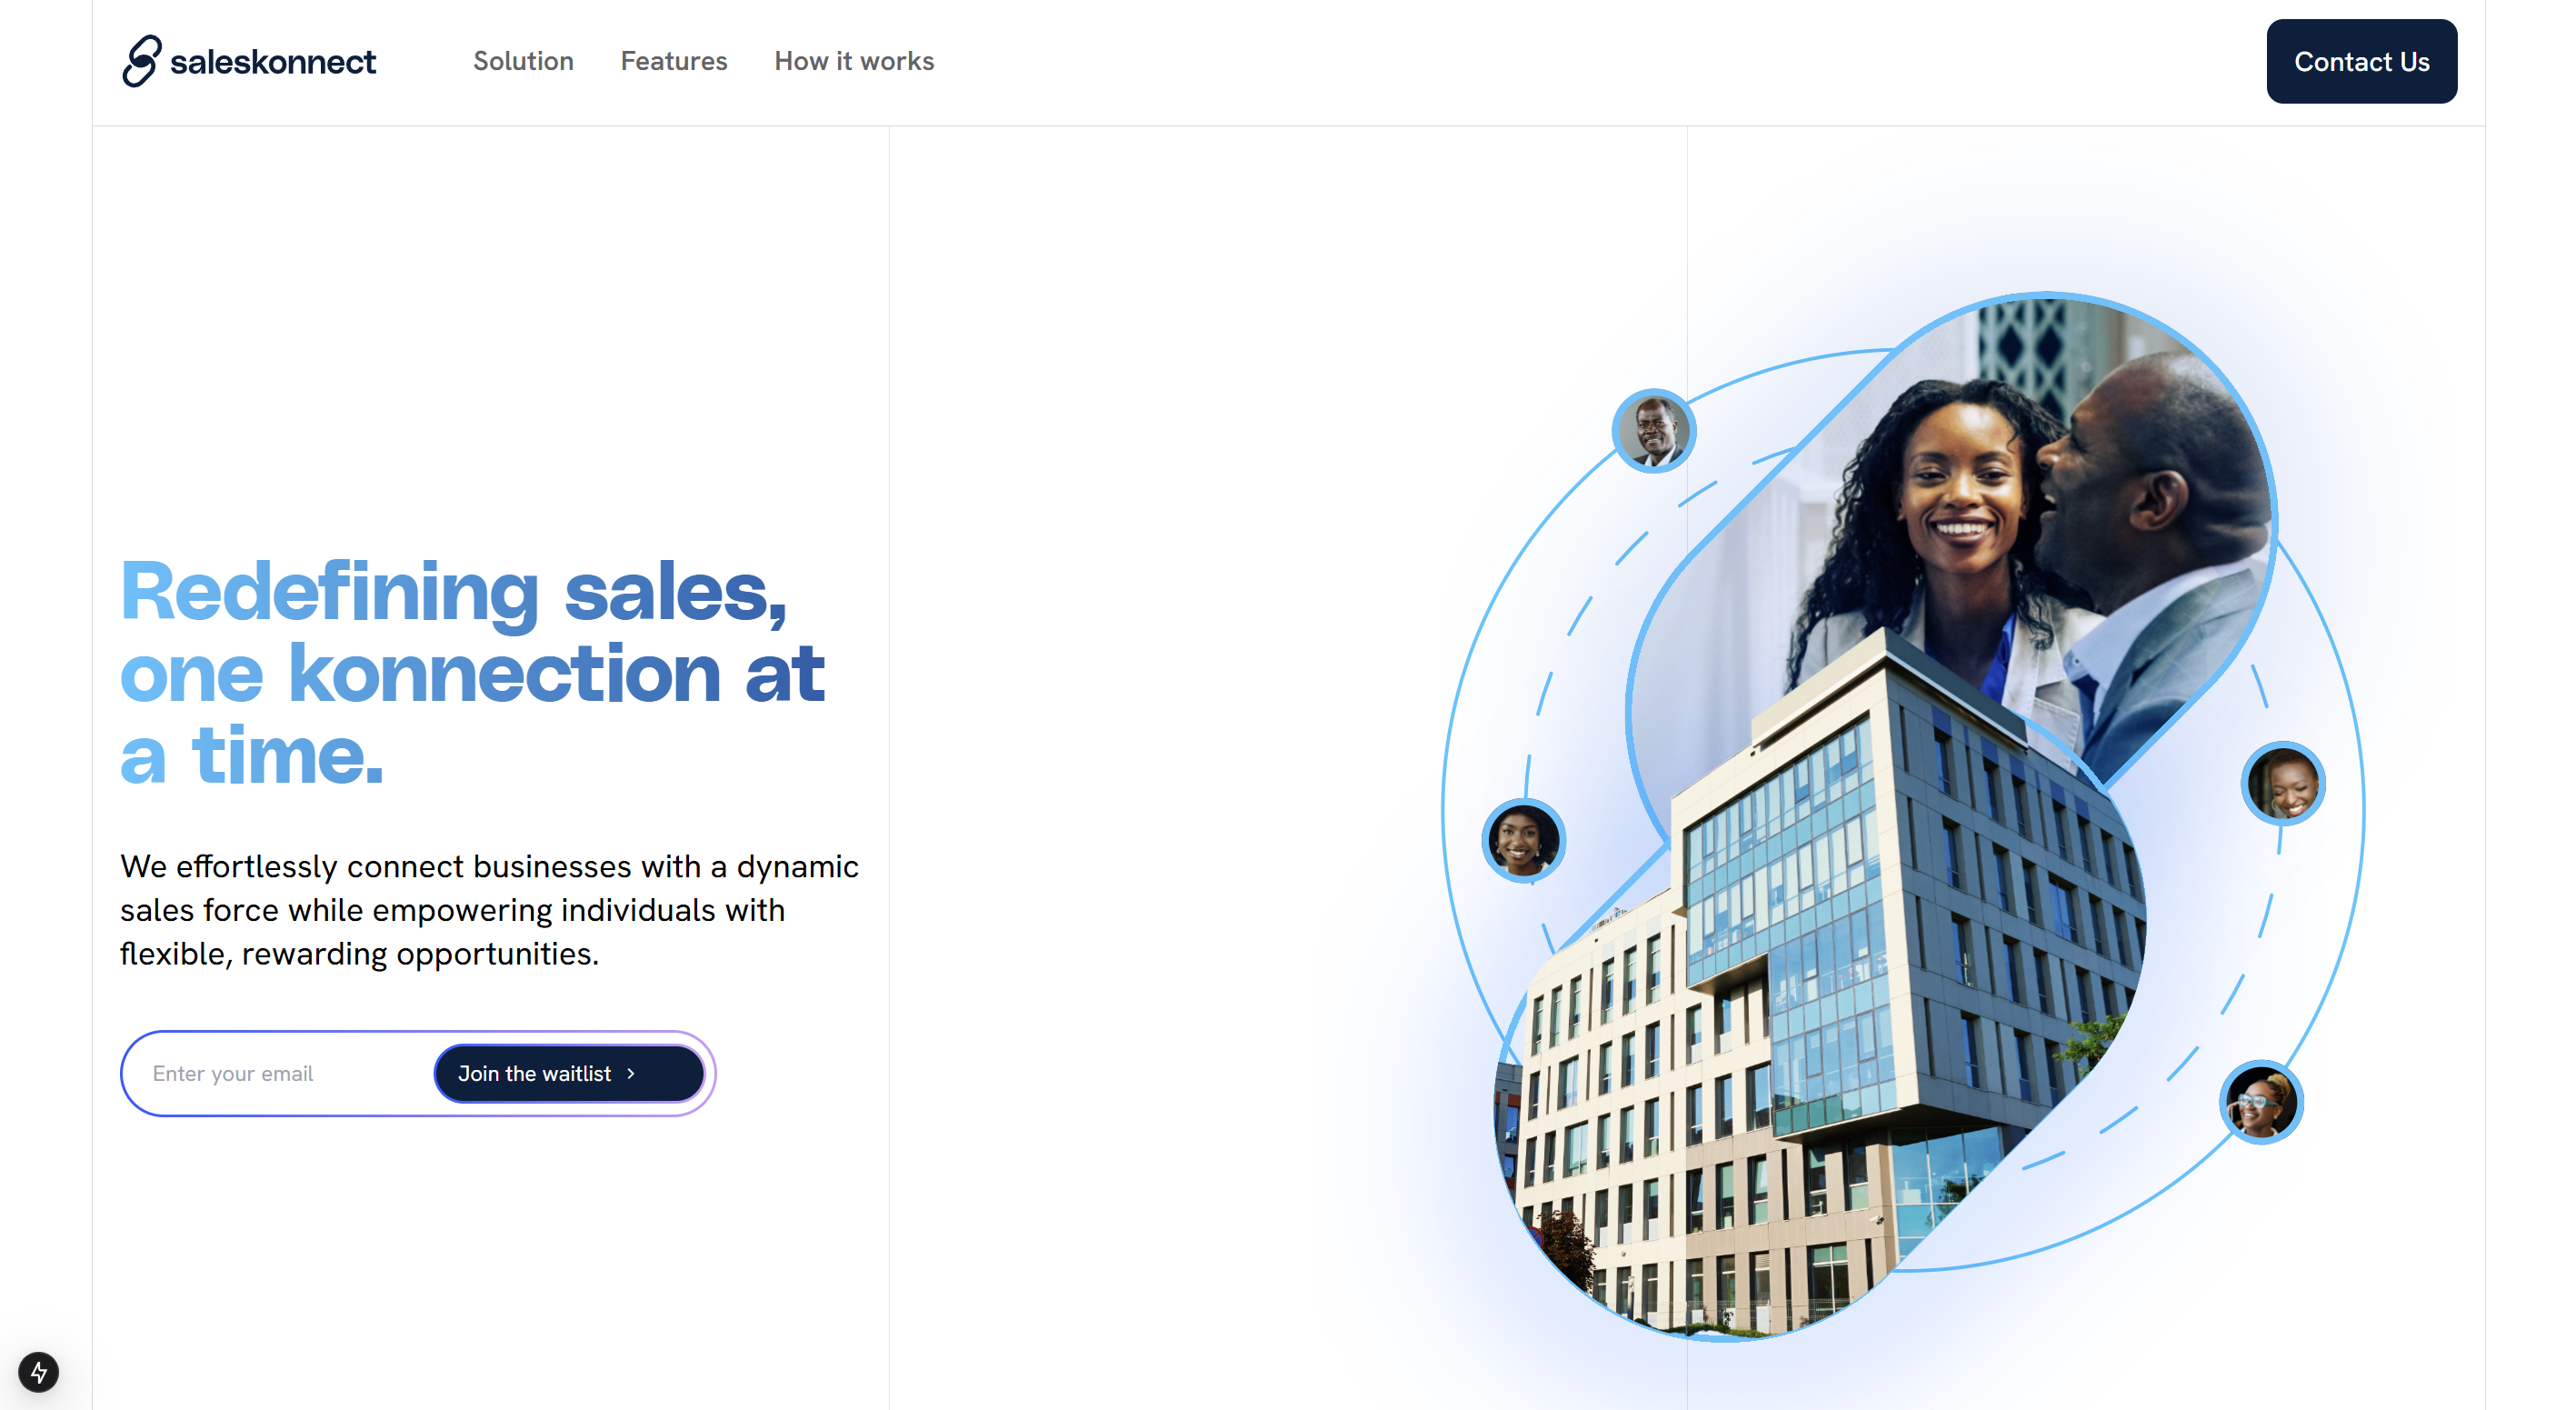 saleskonnect
Solution
Features
How it works
Contact Us
Redefining sales,
one konnection at
a time.
We effortlessly connect businesses with a dynamic
sales force while empowering individuals with
flexible, rewarding opportunities.
Enter your email
Join the waitlist